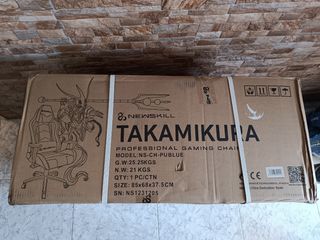 NEWSKILL
TAKAMIKURA
PROFESSIONAL GAMING CHAIR
MODEL: NS-CH-PUBLUE
G.W: 25.25KGS
N.W: 21 KGS
QTY: 1 PC/CTN
SIZE: 85x68x37.5CM
SN: NS1231205
CE